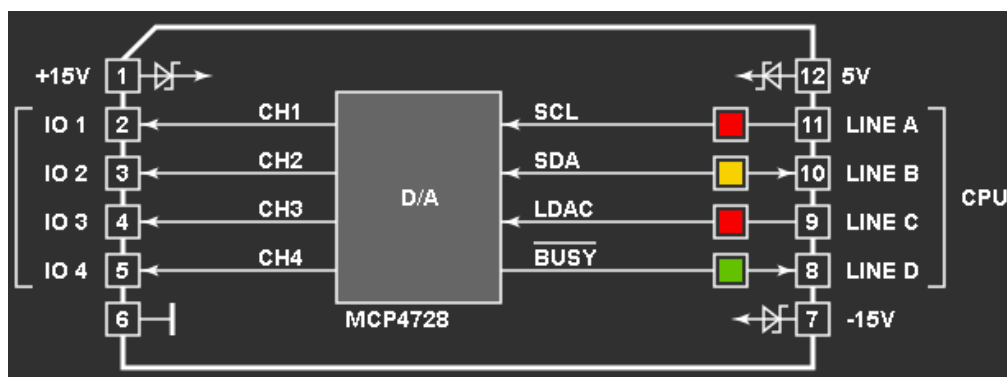 +15V 1 12 5V
IO 1 2 CH1 SCL 11 LINE A
IO 2 3 CH2 SDA 10 LINE B
D/A
CPU
IO 3 4 CH3 LDAC 9 LINE C
IO 4 5 CH4 BUSY 8 LINE D
6 MCP4728 7 -15V